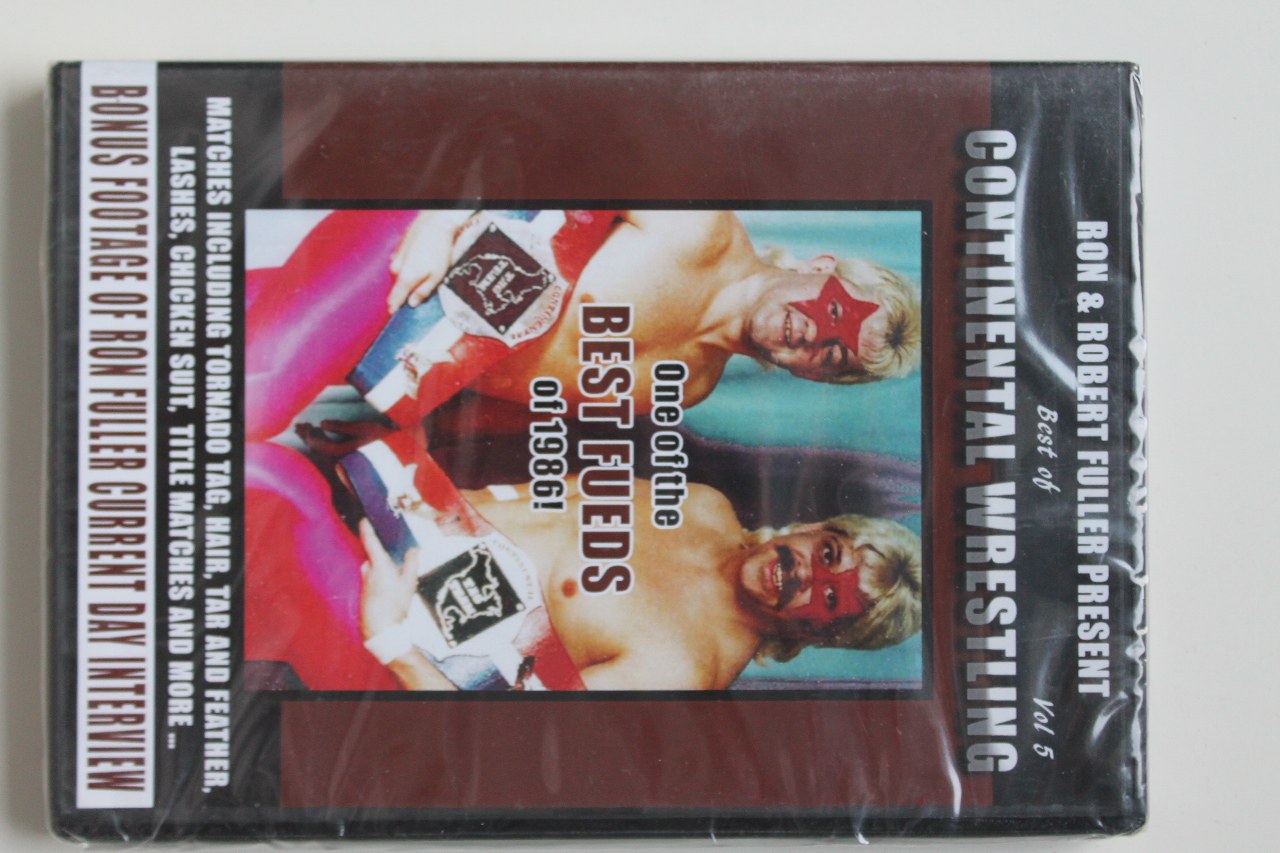 RON & ROBERT FULLER PRESENT
Best of Vol 5
CONTINENTAL WRESTLING
One of the
BEST FUEDS
of 1986!
MATCHES INCLUDING TORNADO TAG, HAIR, TAR AND FEATHER,
LASHES, CHICKEN SUIT, TITLE MATCHES AND MORE ...
BONUS FOOTAGE OF RON FULLER CURRENT DAY INTERVIEW